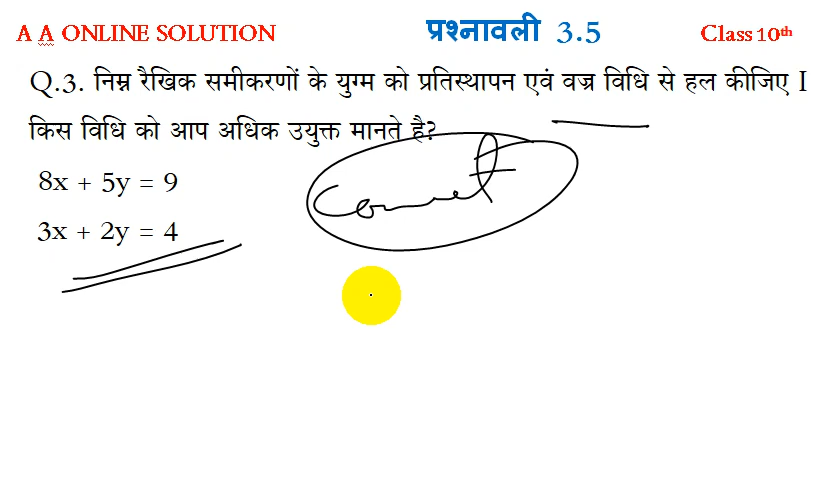 A A ONLINE SOLUTION प्रश्नावली 3.5 Class 10th
Q.3. निम्न रैखिक समीकरणों के युग्म को प्रतिस्थापन एवं वज्र विधि से हल कीजिए I
किस विधि को आप अधिक उयुक्त मानते है?
8x + 5y = 9
3x + 2y = 4